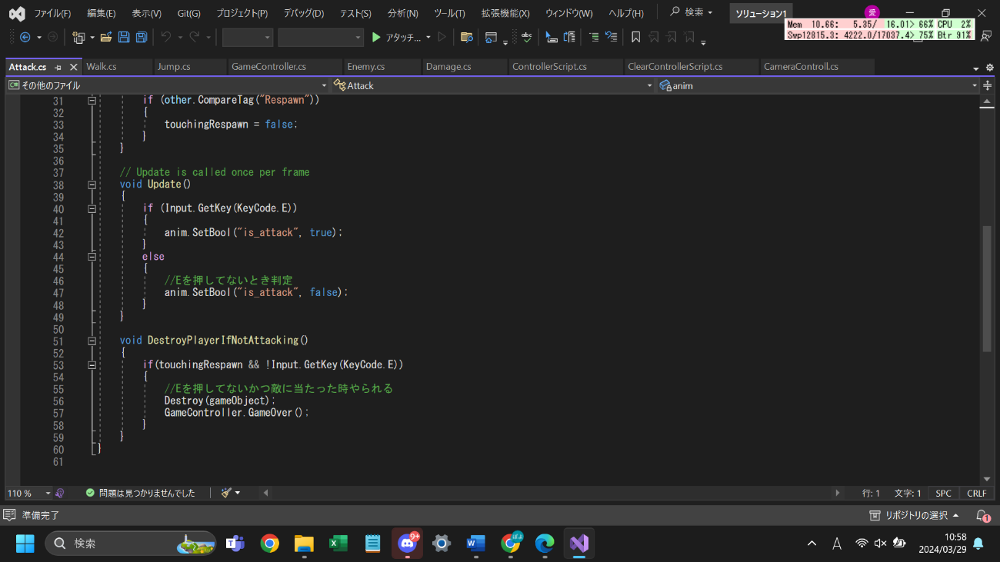 ファイル(F) 編集(E) 表示(V) Git(G) プロジェクト(P) デバッグ(D) テスト(S) 分析(N) ツール(T) 拡張機能(X) ウィンドウ(W) ヘルプ(H) 検索 ソリューション1 愛
Mem 10.66: 5.35/ 16.01> 66% CPU 2%
アタッチ... abc Swp12815.3: 4222.0/17037.4> 75% Btr 91%
Attack.cs Walk.cs Jump.cs GameController.cs Enemy.cs Damage.cs ControllerScript.cs ClearControllerScript.cs CameraControll.cs
C# その他のファイル Attack anim
31 if (other.CompareTag("Respawn"))
32 {
33 touchingRespawn = false;
34 }
35 }
36
37 // Update is called once per frame
38 void Update()
39 {
40 if (Input.GetKey(KeyCode.E))
41 {
42 anim.SetBool("is_attack", true);
43 }
44 else
45 {
46 //Eを押してないとき判定
47 anim.SetBool("is_attack", false);
48 }
49 }
50
51 void DestroyPlayerIfNotAttacking()
52 {
53 if(touchingRespawn && !Input.GetKey(KeyCode.E))
54 {
55 //Eを押してないかつ敵に当たった時やられる
56 Destroy(gameObject);
57 GameController.GameOver();
58 }
59 }
60 }
61
110 % 問題は見つかりませんでした 行: 1 文字: 1 SPC CRLF
準備完了 リポジトリの選択 1
検索 9+ A 10:58
2024/03/29